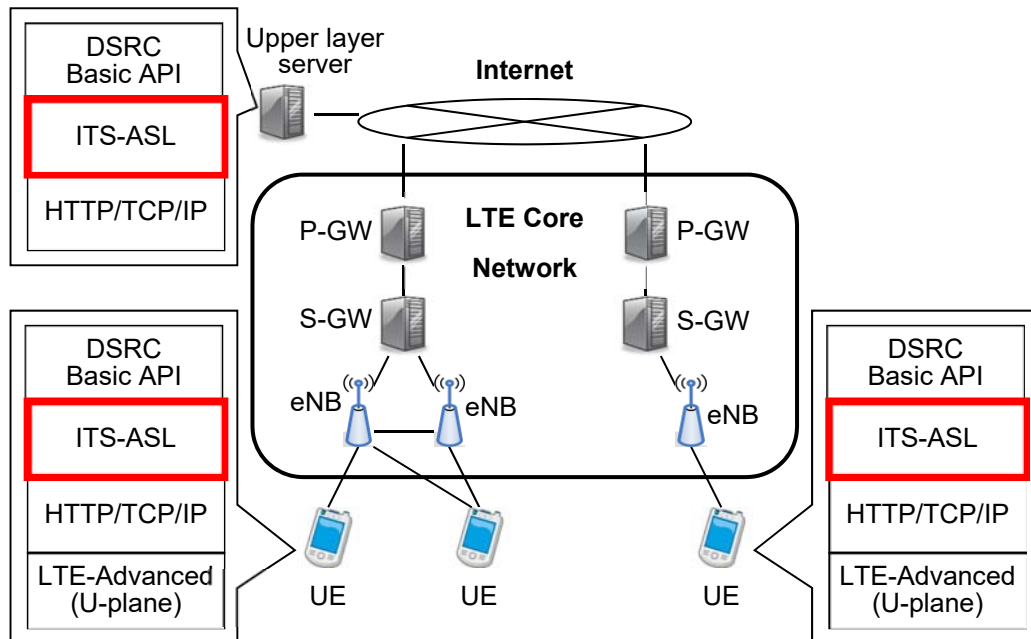 DSRC
Basic API
ITS-ASL
HTTP/TCP/IP
Upper layer
server
Internet
LTE Core
Network
P-GW
P-GW
S-GW
S-GW
eNB
eNB
eNB
UE
UE
UE
DSRC
Basic API
ITS-ASL
HTTP/TCP/IP
LTE-Advanced
(U-plane)
DSRC
Basic API
ITS-ASL
HTTP/TCP/IP
LTE-Advanced
(U-plane)